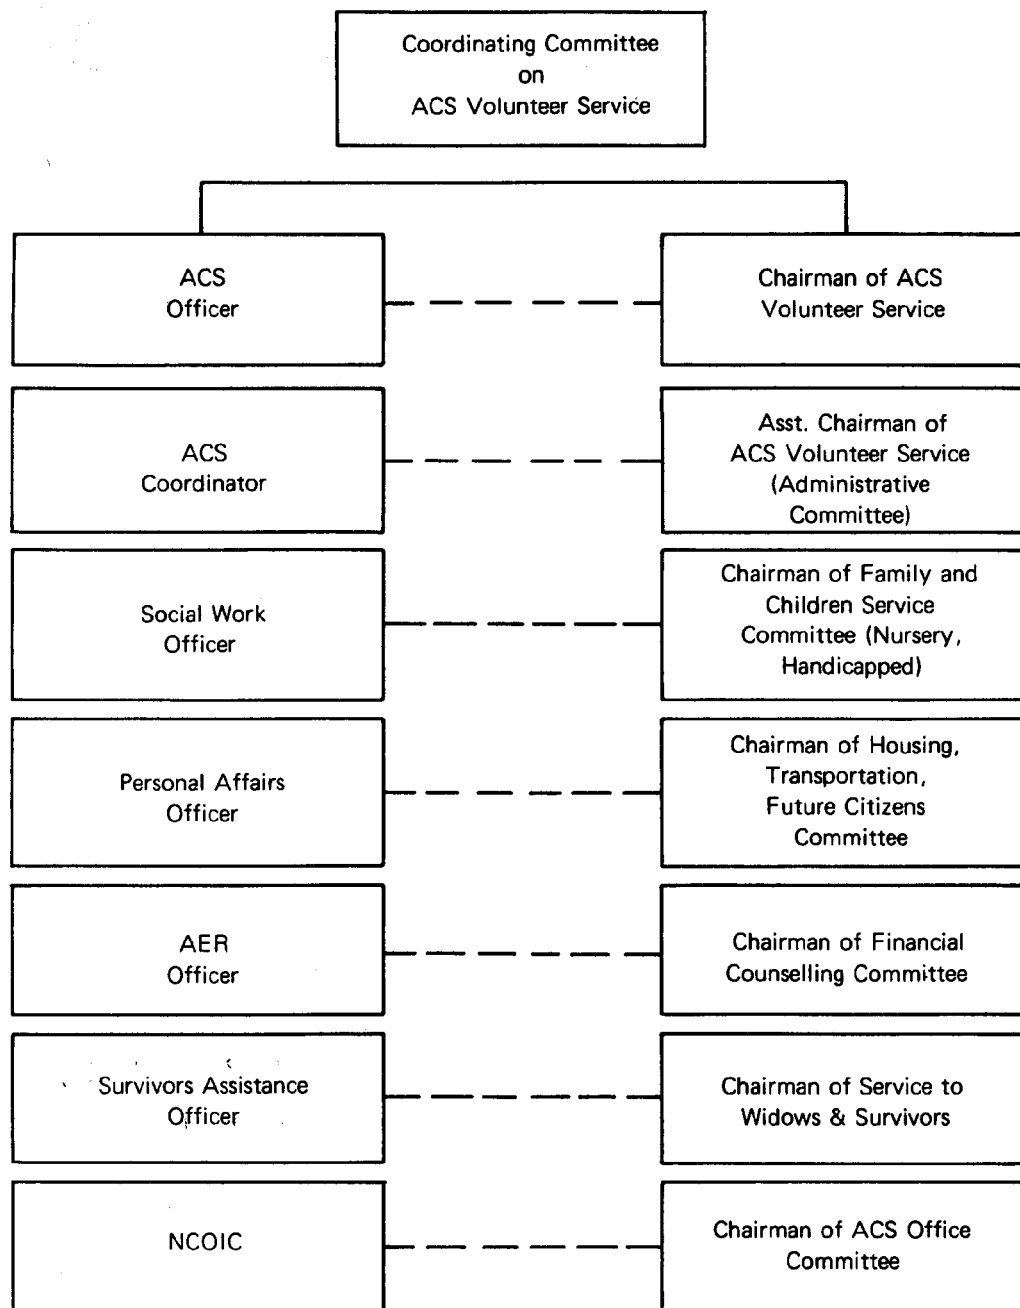 Coordinating Committee
on
ACS Volunteer Service
ACS
Officer
Chairman of ACS
Volunteer Service
ACS
Coordinator
Asst. Chairman of
ACS Volunteer Service
(Administrative
Committee)
Social Work
Officer
Chairman of Family and
Children Service
Committee (Nursery,
Handicapped)
Personal Affairs
Officer
Chairman of Housing,
Transportation,
Future Citizens
Committee
AER
Officer
Chairman of Financial
Counselling Committee
Survivors Assistance
Officer
Chairman of Service to
Widows & Survivors
NCOIC
Chairman of ACS Office
Committee